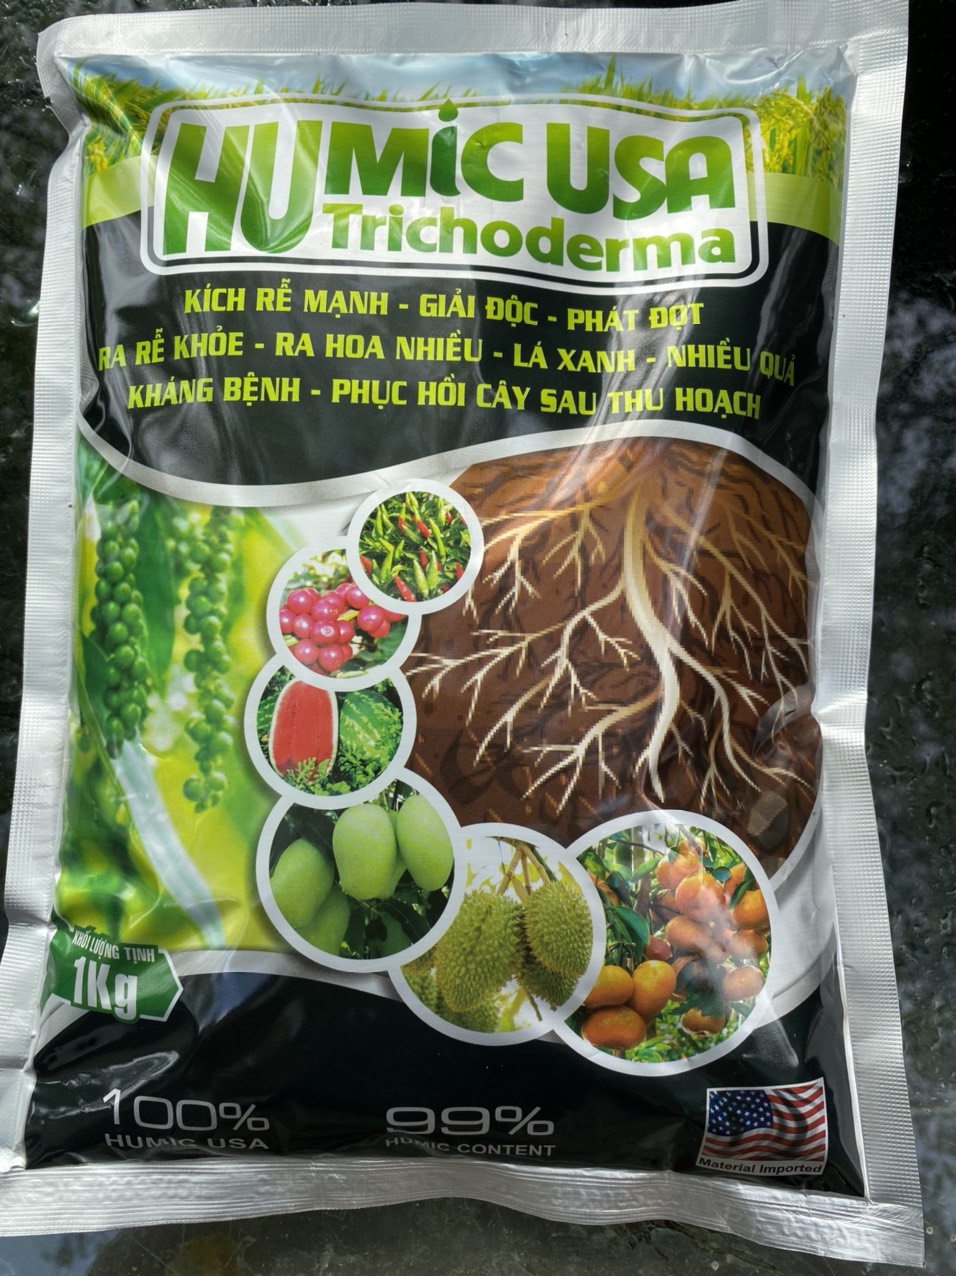 HUMIC USA
Trichoderma
KÍCH RỄ MẠNH - GIẢI ĐỘC - PHÁT ĐỌT
RA RỄ KHỎE - RA HOA NHIỀU - LÁ XANH - NHIỀU QUẢ
KHÁNG BỆNH - PHỤC HỒI CÂY SAU THU HOẠCH
KHỐI LƯỢNG TỊNH
1Kg
100%
HUMIC USA
99%
HUMIC CONTENT
Material Imported